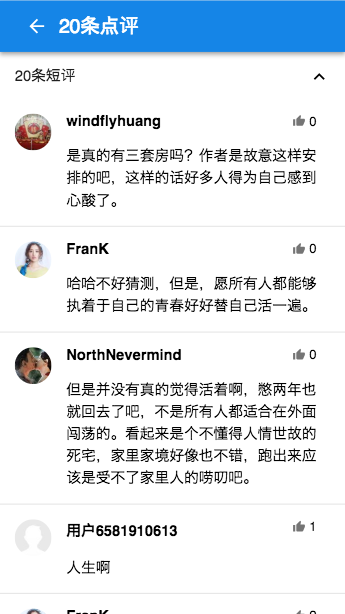 20条点评
20条短评
windflyhuang
0
是真的有三套房吗？作者是故意这样安
排的吧，这样的话好多人得为自己感到
心酸了。
FranK
0
哈哈不好猜测，但是，愿所有人都能够
执着于自己的青春好好替自己活一遍。
NorthNevermind
0
但是并没有真的觉得活着啊，憋两年也
就回去了吧，不是所有人都适合在外面
闯荡的。看起来是个不懂得人情世故的
死宅，家里家境好像也不错，跑出来应
该是受不了家里人的唠叨吧。
用户6581910613
1
人生啊
FranK